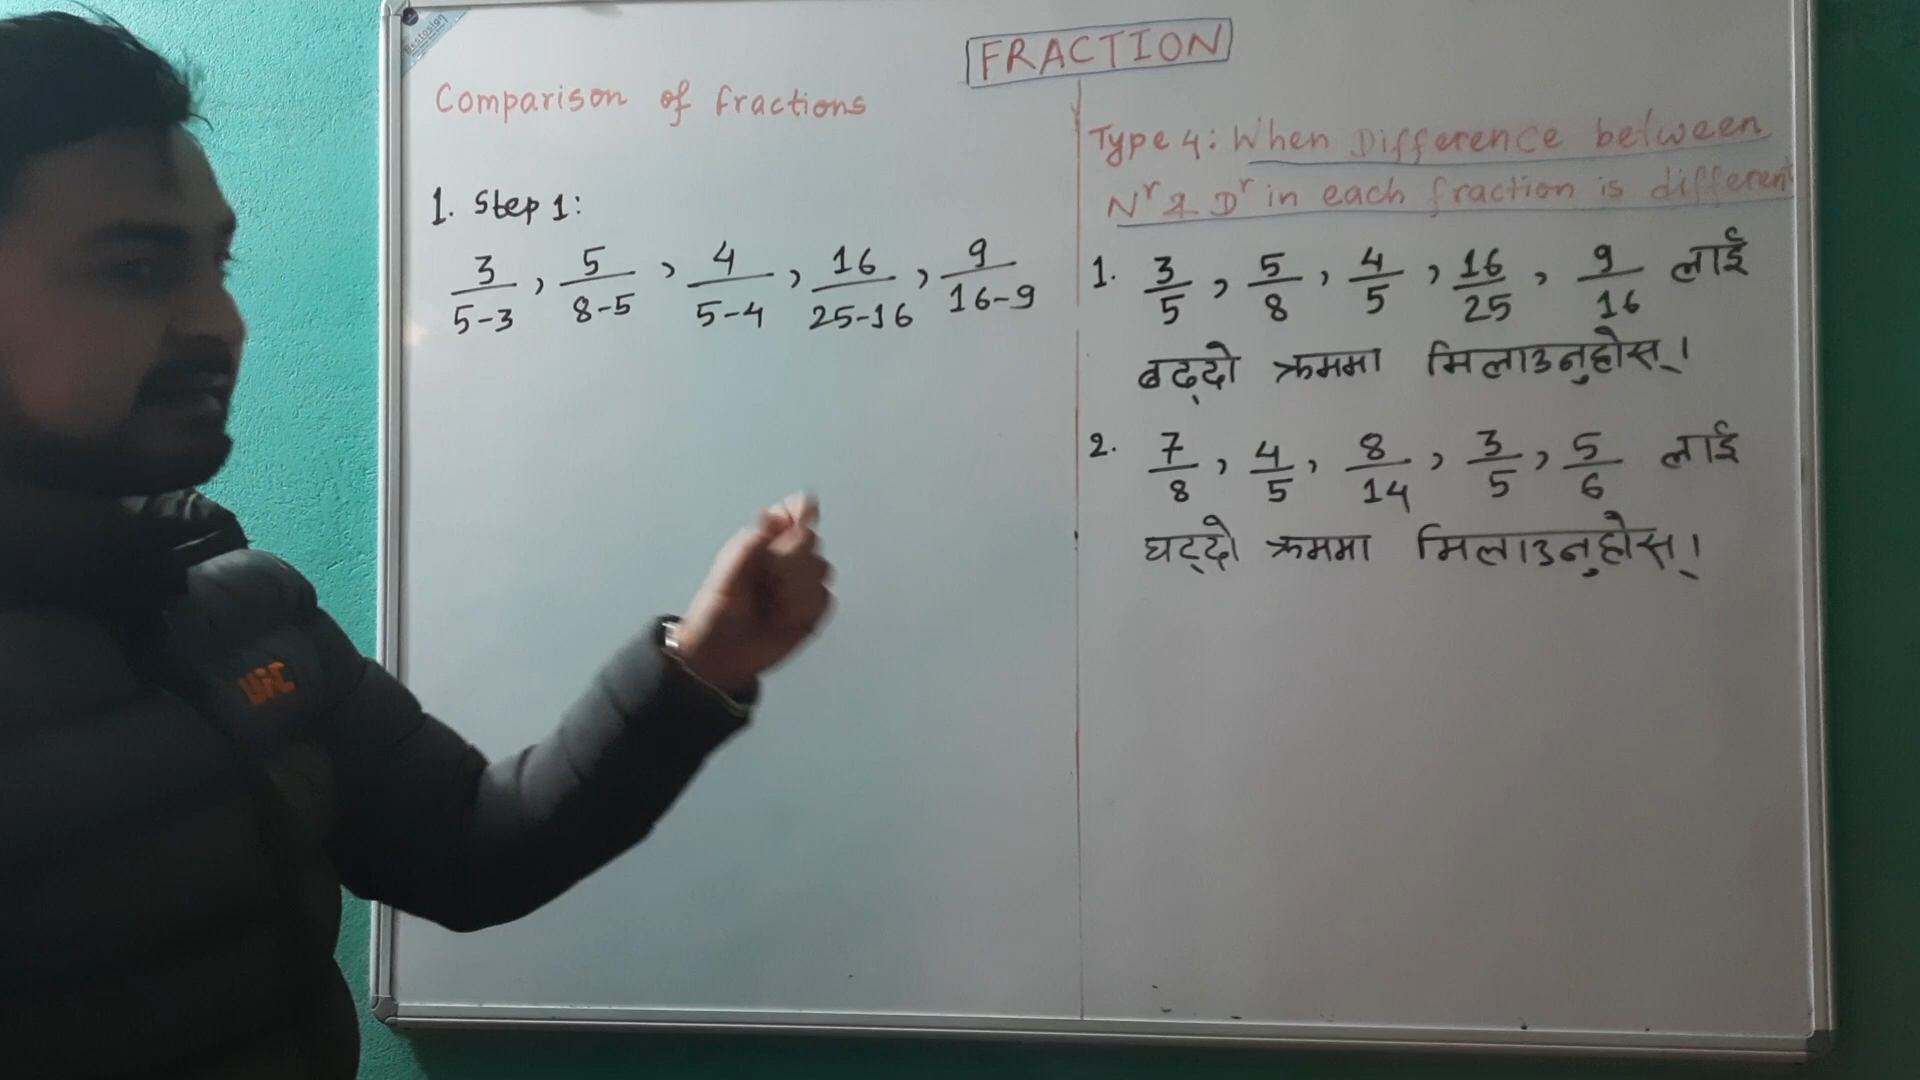 Bestosign
FRACTION
Comparison of fractions
1. Step 1:
3/(5-3), 5/(8-5), 4/(5-4), 16/(25-16), 9/(16-9)
Type 4: When Difference between
Nʳ & Dʳ in each fraction is different
1. 3/5, 5/8, 4/5, 16/25, 9/16 लाई
बढ्दो क्रममा मिलाउनुहोस्।
2. 7/8, 4/5, 8/14, 3/5, 5/6 लाई
घट्दो क्रममा मिलाउनुहोस्।
UiC